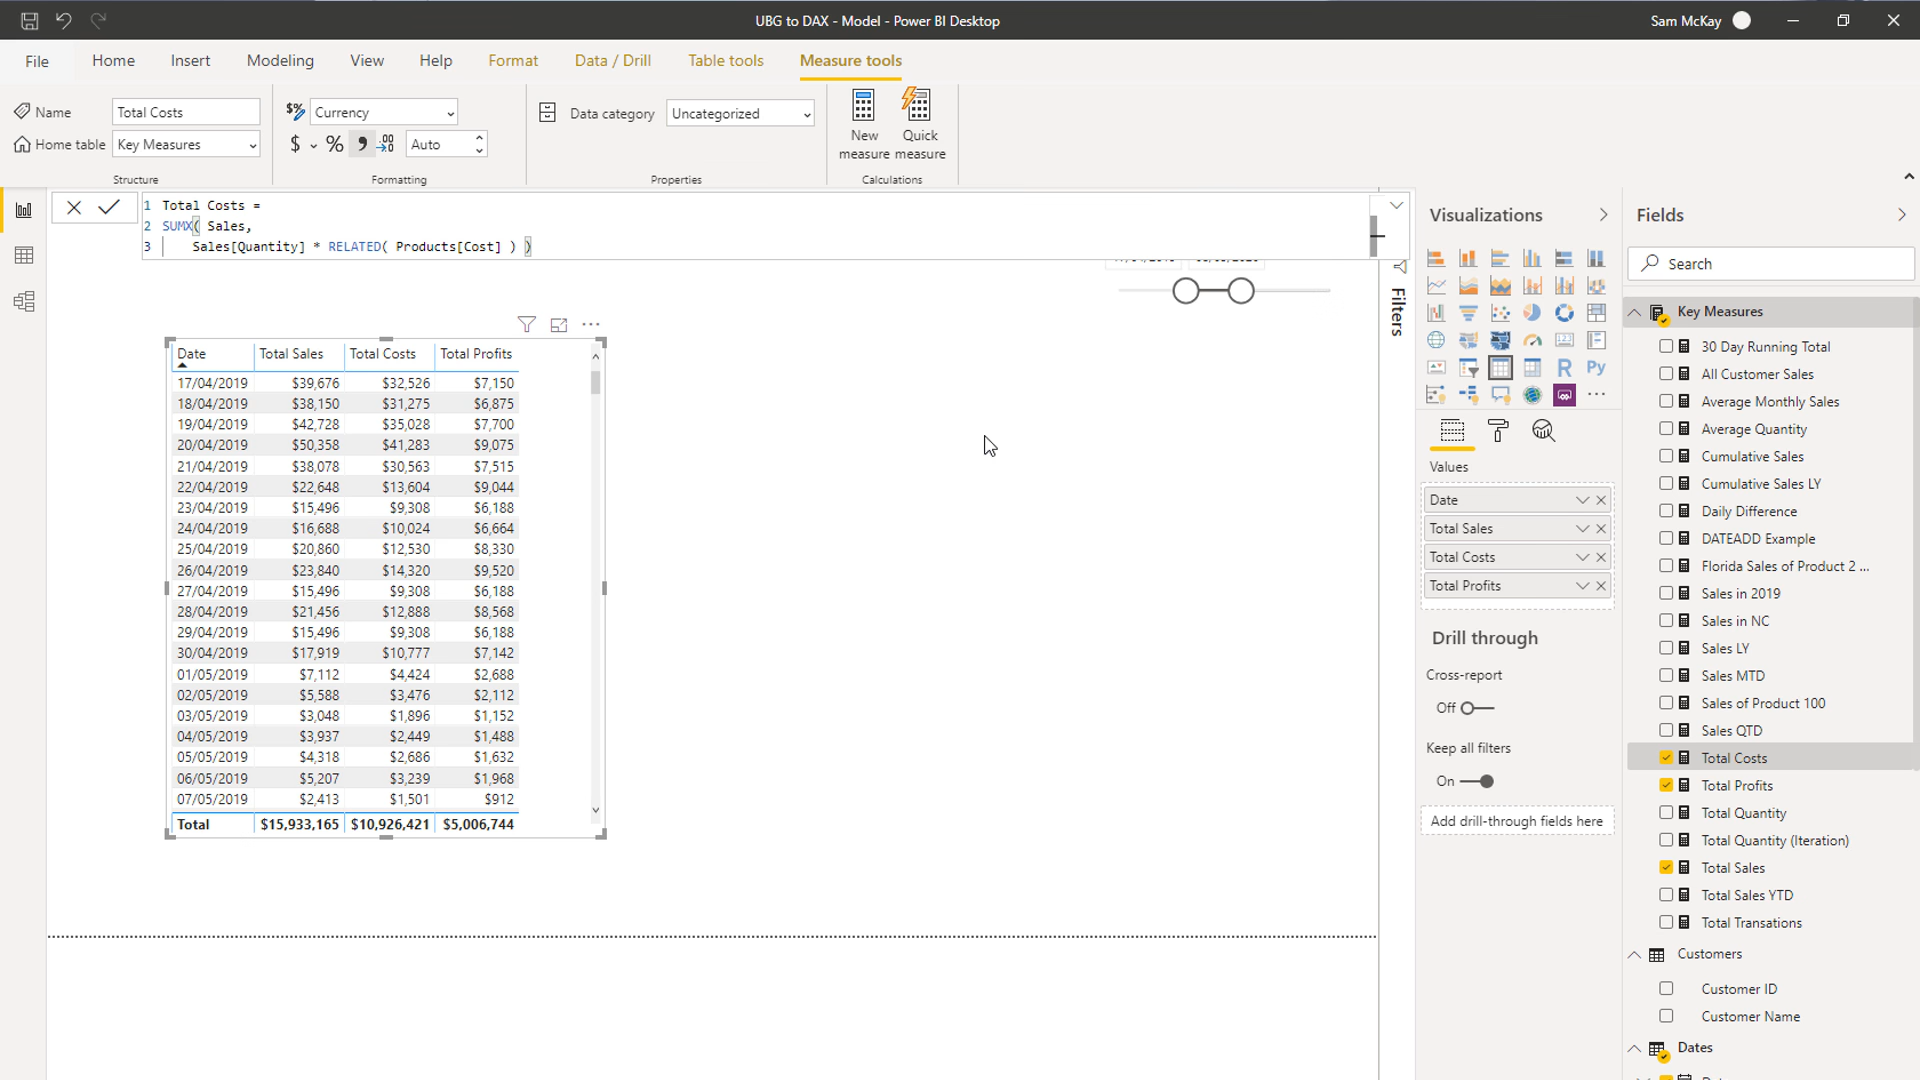 UBG to DAX - Model - Power BI Desktop
Sam McKay
File Home Insert Modeling View Help Format Data / Drill Table tools Measure tools
Name Total Costs
Home table Key Measures
Structure
$% Currency
$ % , .00 Auto
Formatting
Data category Uncategorized
Properties
New measure
Quick measure
Calculations
1 Total Costs =
2 SUMX( Sales,
3 Sales[Quantity] * RELATED( Products[Cost] ) )
Date Total Sales Total Costs Total Profits
17/04/2019 $39,676 $32,526 $7,150
18/04/2019 $38,150 $31,275 $6,875
19/04/2019 $42,728 $35,028 $7,700
20/04/2019 $50,358 $41,283 $9,075
21/04/2019 $38,078 $30,563 $7,515
22/04/2019 $22,648 $13,604 $9,044
23/04/2019 $15,496 $9,308 $6,188
24/04/2019 $16,688 $10,024 $6,664
25/04/2019 $20,860 $12,530 $8,330
26/04/2019 $23,840 $14,320 $9,520
27/04/2019 $15,496 $9,308 $6,188
28/04/2019 $21,456 $12,888 $8,568
29/04/2019 $15,496 $9,308 $6,188
30/04/2019 $17,919 $10,777 $7,142
01/05/2019 $7,112 $4,424 $2,688
02/05/2019 $5,588 $3,476 $2,112
03/05/2019 $3,048 $1,896 $1,152
04/05/2019 $3,937 $2,449 $1,488
05/05/2019 $4,318 $2,686 $1,632
06/05/2019 $5,207 $3,239 $1,968
07/05/2019 $2,413 $1,501 $912
Total $15,933,165 $10,926,421 $5,006,744
Filters
Visualizations
R Py
Values
Date
Total Sales
Total Costs
Total Profits
Drill through
Cross-report
Off
Keep all filters
On
Add drill-through fields here
Fields
Search
Key Measures
30 Day Running Total
All Customer Sales
Average Monthly Sales
Average Quantity
Cumulative Sales
Cumulative Sales LY
Daily Difference
DATEADD Example
Florida Sales of Product 2 ...
Sales in 2019
Sales in NC
Sales LY
Sales MTD
Sales of Product 100
Sales QTD
Total Costs
Total Profits
Total Quantity
Total Quantity (Iteration)
Total Sales
Total Sales YTD
Total Transations
Customers
Customer ID
Customer Name
Dates